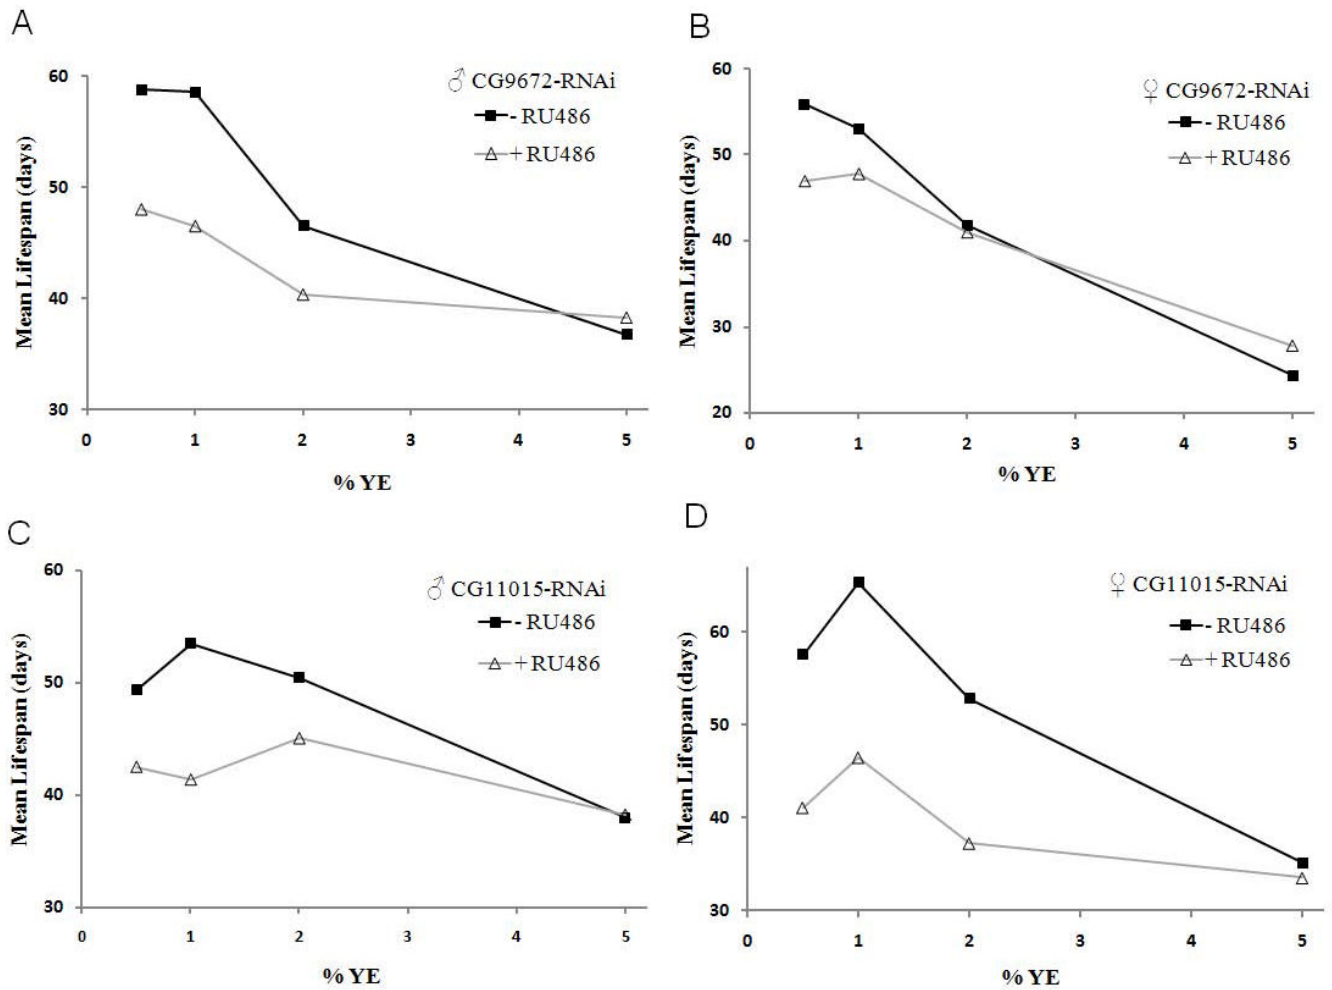 A
♂ CG9672-RNAi
- RU486
+ RU486
Mean Lifespan (days)
60
50
40
30
0 1 2 3 4 5
% YE
B
♀ CG9672-RNAi
- RU486
+ RU486
Mean Lifespan (days)
60
50
40
30
20
0 1 2 3 4 5
% YE
C
♂ CG11015-RNAi
- RU486
+ RU486
Mean Lifespan (days)
60
50
40
30
0 1 2 3 4 5
% YE
D
♀ CG11015-RNAi
- RU486
+ RU486
Mean Lifespan (days)
60
50
40
30
0 1 2 3 4 5
% YE